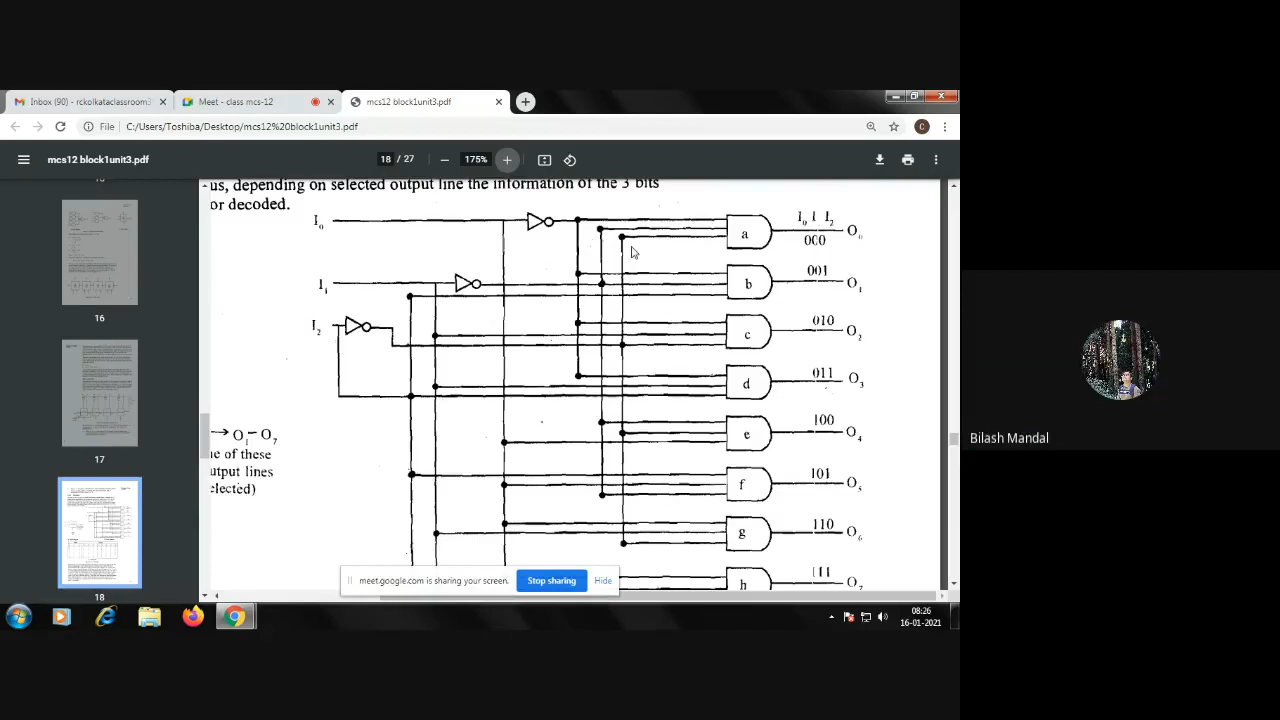 Inbox (90) - rckolkataclassroom3
Meet - class mcs-12
mcs12 block1unit3.pdf
File
C:/Users/Toshiba/Desktop/mcs12%20block1unit3.pdf
mcs12 block1unit3.pdf
18 / 27
175%
us, depending on selected output line the information of the 3 bits
or decoded.
I₀
I₁
I₂
a
I₀ I I₂
000
O₀
b
001
O₁
c
010
O₂
d
011
O₃
→ O₁ – O₇
ne of these
utput lines
elected)
e
100
O₄
f
101
O₅
g
110
O₆
h
111
O₇
16
17
18
meet.google.com is sharing your screen.
Stop sharing
Hide
08:26
16-01-2021
Bilash Mandal
C